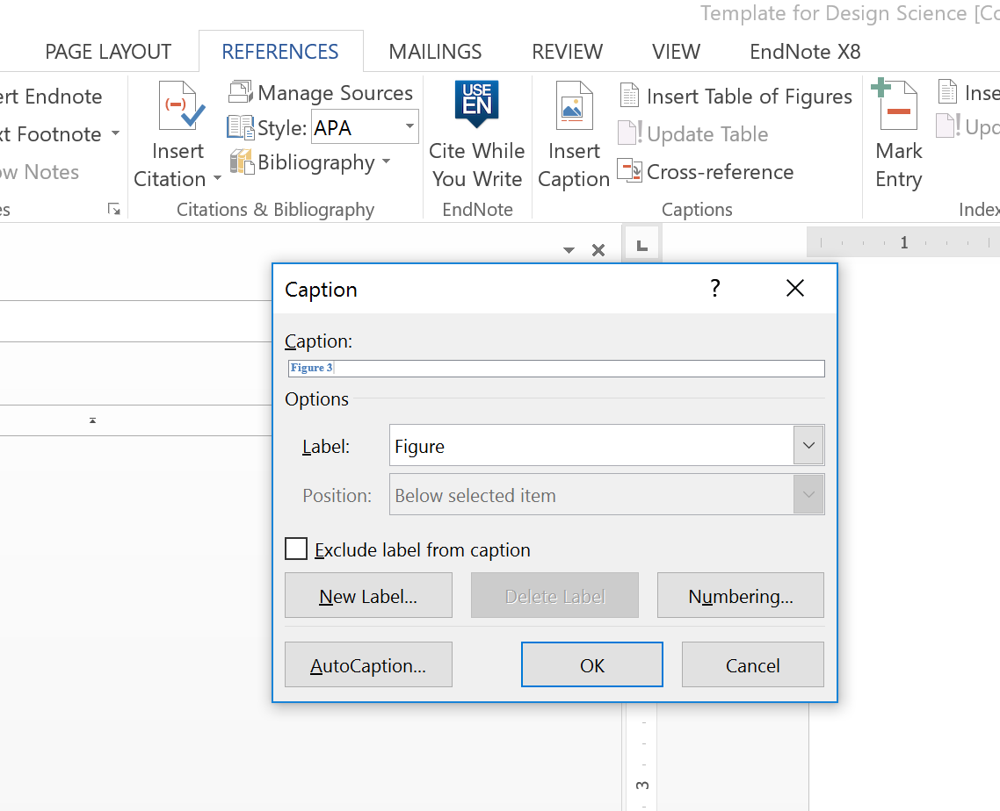 Template for Design Science [Co
PAGE LAYOUT REFERENCES MAILINGS REVIEW VIEW EndNote X8
ert Endnote
xt Footnote
ow Notes
es
Insert
Citation
Manage Sources
Style: APA
Bibliography
Citations & Bibliography
USE
EN
Cite While
You Write
EndNote
Insert
Caption
Insert Table of Figures
Update Table
Cross-reference
Captions
Mark
Entry
Inse
Upd
Index
L
1
Caption ?
Caption:
Figure 3
Options
Label: Figure
Position: Below selected item
Exclude label from caption
New Label... Delete Label Numbering...
AutoCaption... OK Cancel
3